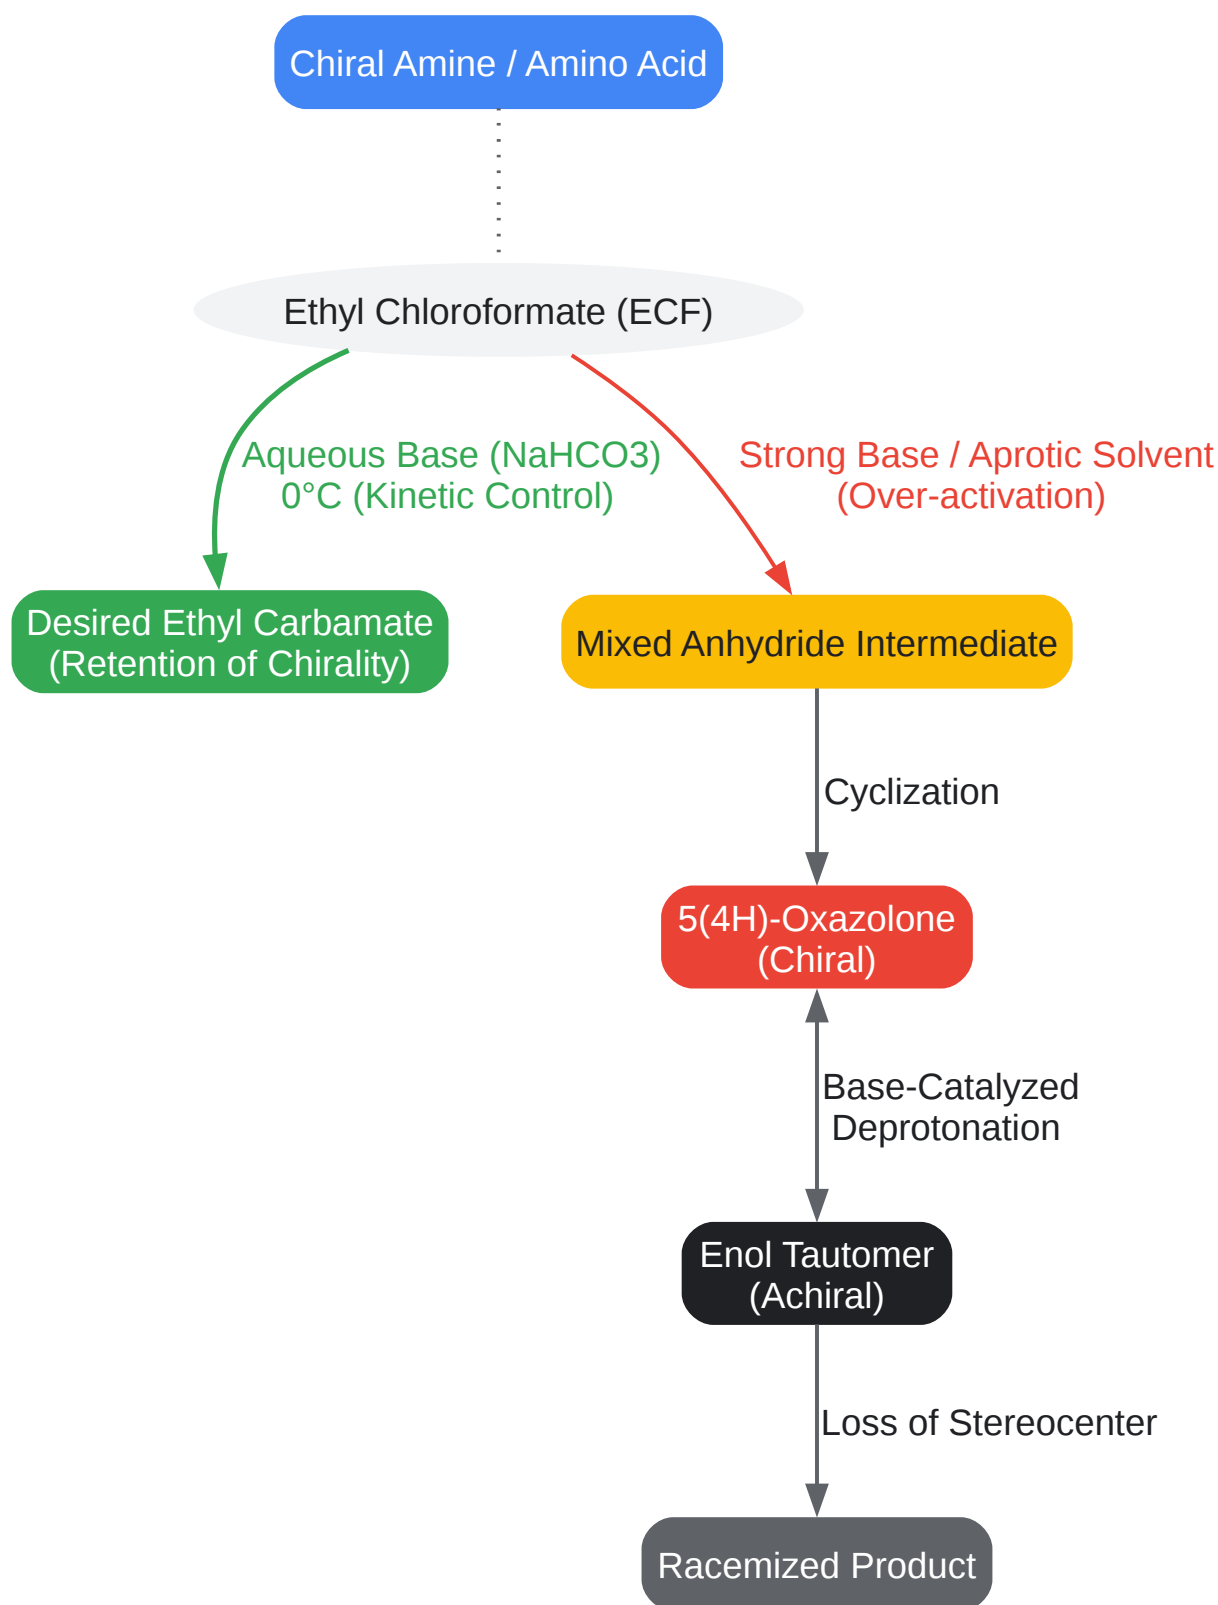 Chiral Amine / Amino Acid
Ethyl Chloroformate (ECF)
Aqueous Base (NaHCO3)
0°C (Kinetic Control)
Strong Base / Aprotic Solvent
(Over-activation)
Desired Ethyl Carbamate
(Retention of Chirality)
Mixed Anhydride Intermediate
Cyclization
5(4H)-Oxazolone
(Chiral)
Base-Catalyzed
Deprotonation
Enol Tautomer
(Achiral)
Loss of Stereocenter
Racemized Product